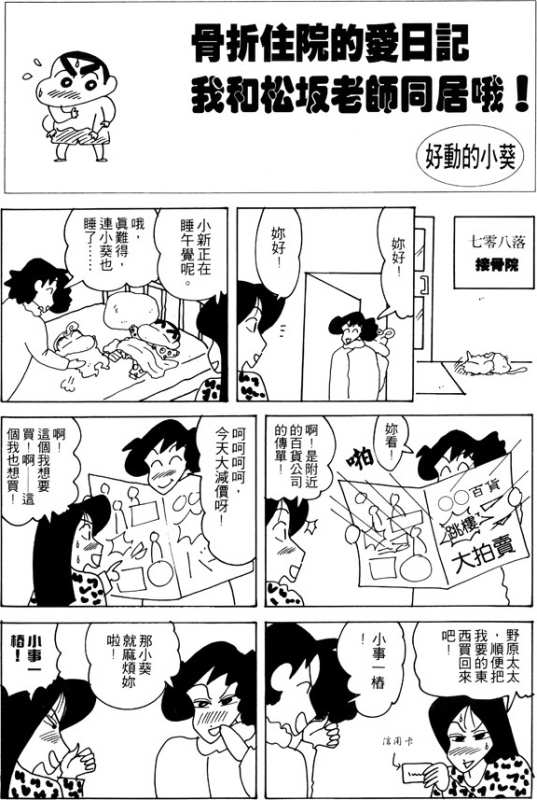 骨折住院的愛日記
我和松坂老師同居哦！
好動的小葵
七零八落
接骨院
妳好！
妳好！
小新正在
睡午覺呢。
哦，
真難得，
連小葵也
睡了……
妳看！
啪
○○百貨
跳樓
大拍賣
啊！是附近
的百貨公司
的傳單！
呵呵呵呵，
今天大減價呀！
啊！
這個我想要
買！啊！這
個我也想買！
野原太太
，順便把
我要的東
西買回來
吧！
信用卡
小事一樁
！
那小葵
就麻煩妳
啦！
小事一
樁！